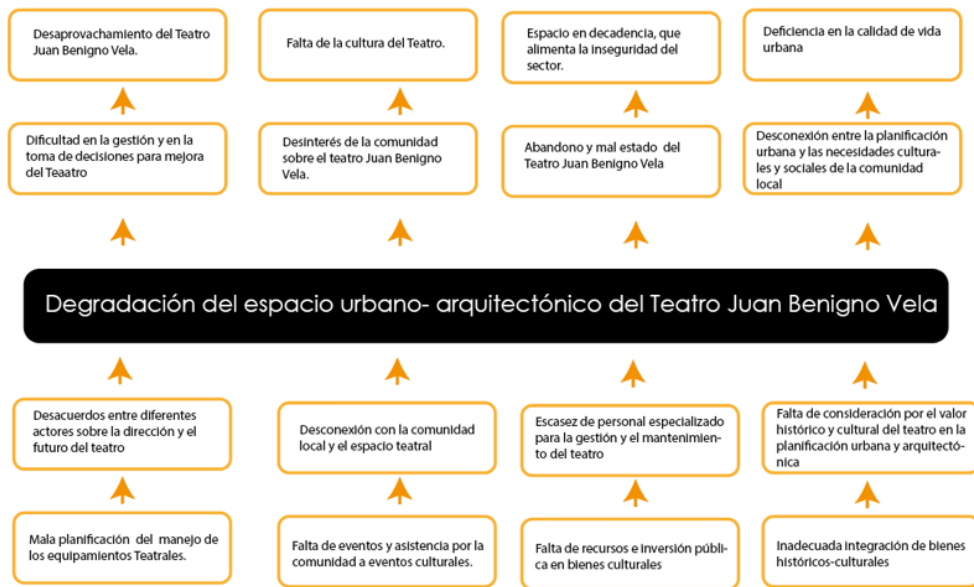 Desaprovachamiento del Teatro
Juan Benigno Vela.
Falta de la cultura del Teatro.
Espacio en decadencia, que
alimenta la inseguridad del
sector.
Deficiencia en la calidad de vida
urbana
Dificultad en la gestión y en la
toma de decisiones para mejora
del Teaatro
Desinterés de la comunidad
sobre el teatro Juan Benigno
Vela.
Abandono y mal estado del
Teatro Juan Benigno Vela
Desconexión entre la planificación
urbana y las necesidades cultura-
les y sociales de la comunidad
local
Degradación del espacio urbano- arquitectónico del Teatro Juan Benigno Vela
Desacuerdos entre diferentes
actores sobre la dirección y el
futuro del teatro
Desconexión con la comunidad
local y el espacio teatral
Escasez de personal especializado
para la gestión y el mantenimien-
to del teatro
Falta de consideración por el valor
histórico y cultural del teatro en la
planificación urbana y arquitectó-
nica
Mala planificación del manejo de
los equipamientos Teatrales.
Falta de eventos y asistencia por la
comunidad a eventos culturales.
Falta de recursos e inversión públi-
ca en bienes culturales
Inadecuada integración de bienes
históricos-culturales